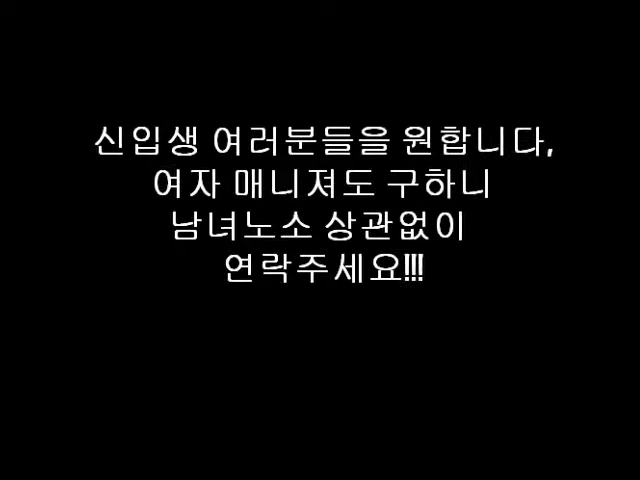 신입생 여러분들을 원합니다,
여자 매니져도 구하니
남녀노소 상관없이
연락주세요!!!